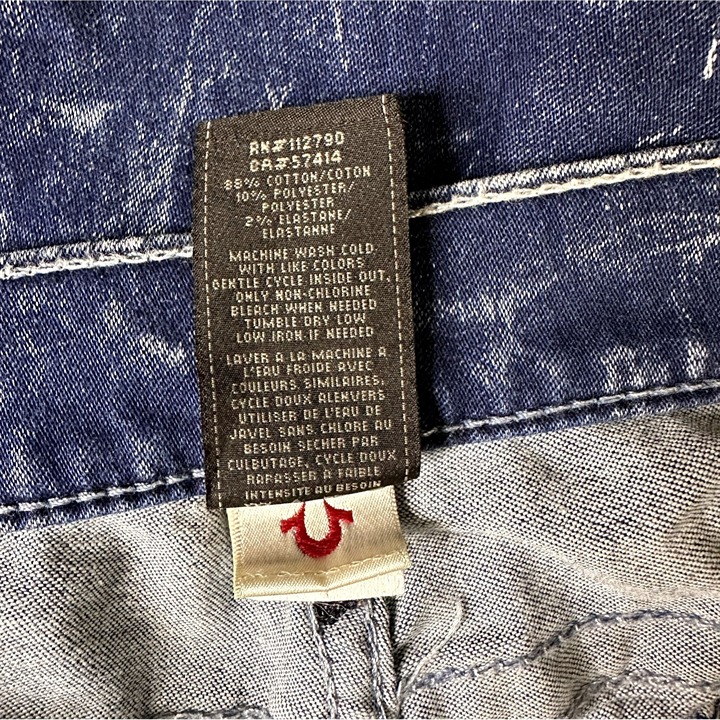 RN#112790
CA#57414
88% COTTON/COTON
10% POLYESTER/
POLYESTER
2% ELASTANE/
ELASTANNE
MACHINE WASH COLD
WITH LIKE COLORS
GENTLE CYCLE INSIDE OUT,
ONLY NON-CHLORINE
BLEACH WHEN NEEDED
TUMBLE DRY LOW
LOW IRON IF NEEDED
LAVER A LA MACHINE A
L'EAU FROIDE AVEC
COULEURS SIMILAIRES,
CYCLE DOUX ALENVERS
UTILISER DE L'EAU DE
JAVEL SANS CHLORE AU
BESOIN SECHER PAR
CULBUTAGE, CYCLE DOUX
RAPASSER A FAIBLE
INTENSITE AU BESOIN